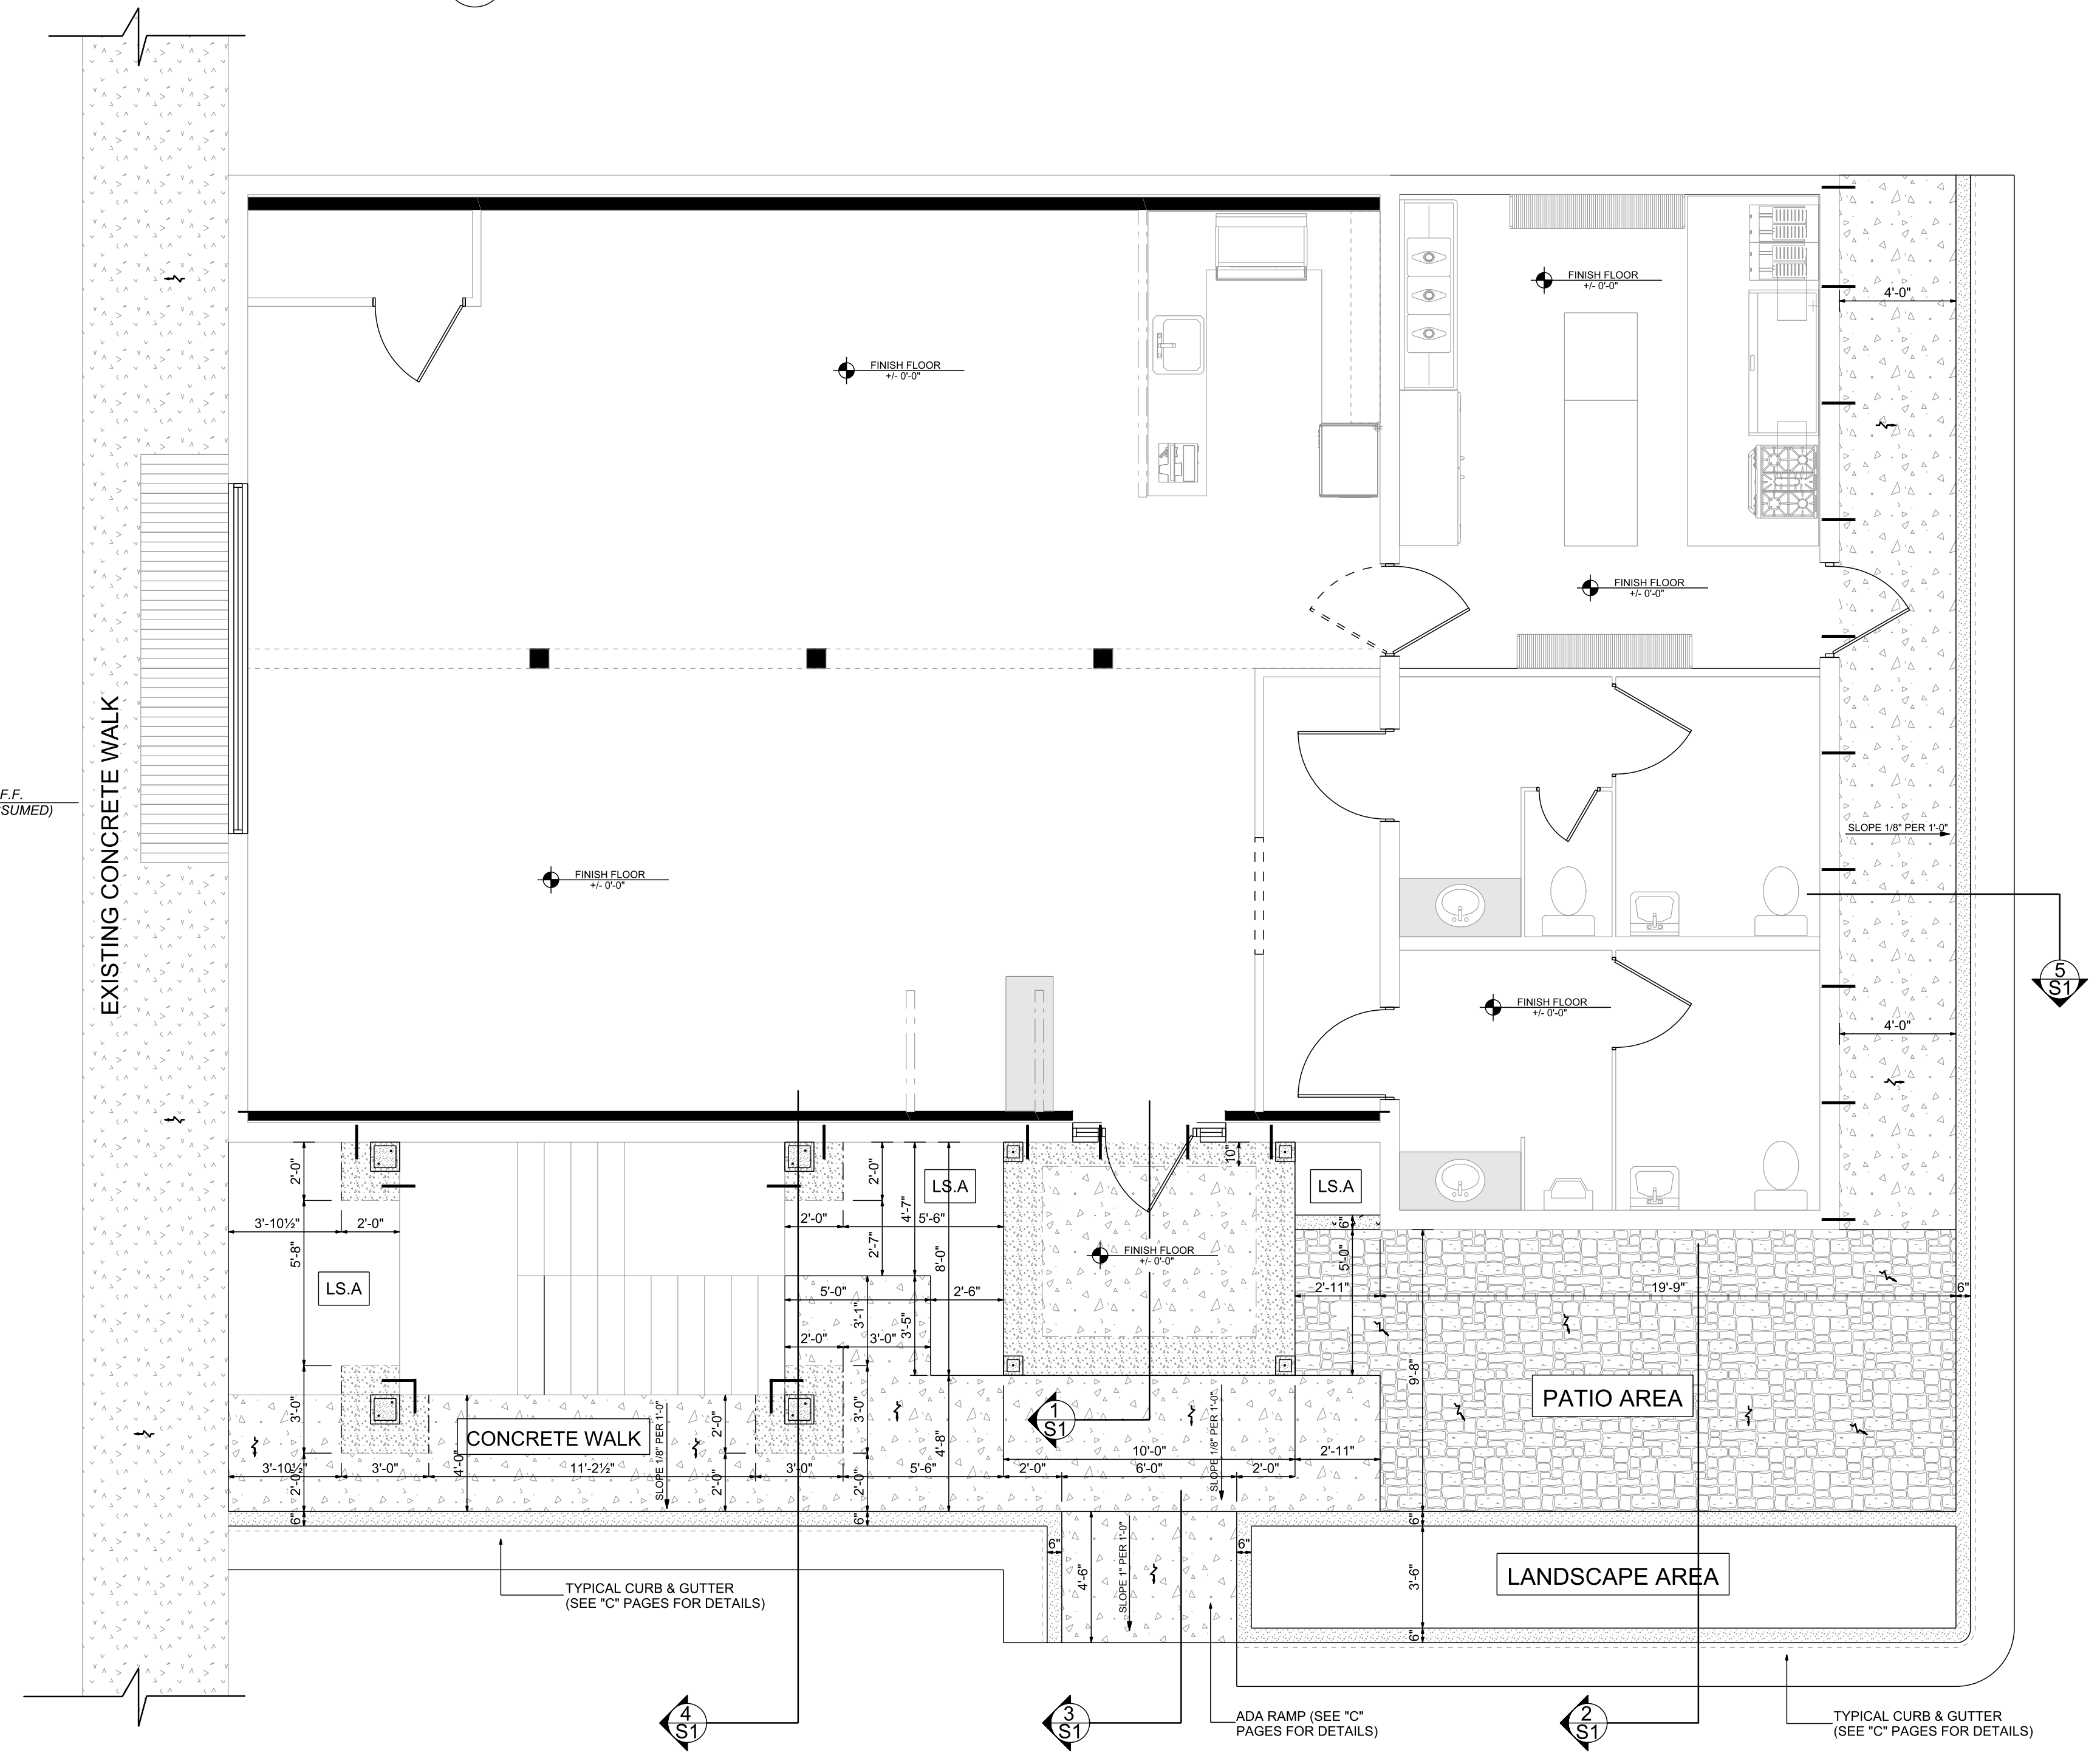 FINISH FLOOR
+/- 0'-0"
4'-0"
FINISH FLOOR
+/- 0'-0"
FINISH FLOOR
+/- 0'-0"
EXISTING CONCRETE WALK
F.F.
SUMED)
SLOPE 1/8" PER 1'-0"
FINISH FLOOR
+/- 0'-0"
5
S1
FINISH FLOOR
+/- 0'-0"
4'-0"
2'-0"
2'-0"
4'-7"
LS.A
10"
LS.A
3'-10½"
2'-0"
2'-0"
5'-6"
6"
5'-8"
2'-7"
8'-0"
FINISH FLOOR
+/- 0'-0"
5'-0"
LS.A
5'-0"
2'-6"
2'-11"
19'-9"
6"
3'-1"
3'-5"
2'-0"
3'-0"
9'-8"
PATIO AREA
3'-0"
2'-0"
3'-0"
1
S1
CONCRETE WALK
SLOPE 1/8" PER 1'-0"
4'-8"
10'-0"
2'-11"
SLOPE 1/8" PER 1'-0"
3'-10½"
3'-0"
4'-0"
11'-2½"
3'-0"
5'-6"
2'-0"
6'-0"
2'-0"
2'-0"
2'-0"
2'-0"
6"
6"
6"
6"
6"
4'-6"
SLOPE 1" PER 1'-0"
3'-6"
LANDSCAPE AREA
TYPICAL CURB & GUTTER
(SEE "C" PAGES FOR DETAILS)
6"
4
S1
3
S1
ADA RAMP (SEE "C"
PAGES FOR DETAILS)
2
S1
TYPICAL CURB & GUTTER
(SEE "C" PAGES FOR DETAILS)